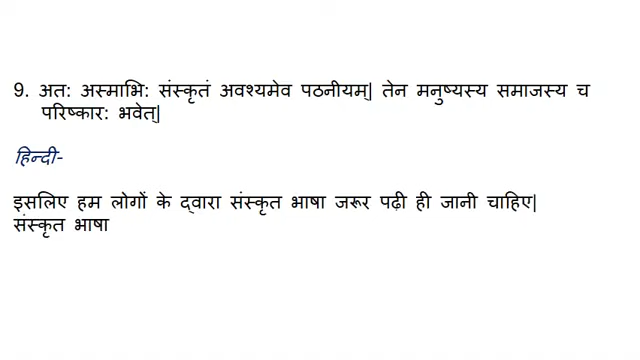 9. अत: अस्माभि: संस्कृतं अवश्यमेव पठनीयम्| तेन मनुष्यस्य समाजस्य च
परिष्कार: भवेत्|
हिन्दी-
इसलिए हम लोगों के द्वारा संस्कृत भाषा जरूर पढ़ी ही जानी चाहिए|
संस्कृत भाषा